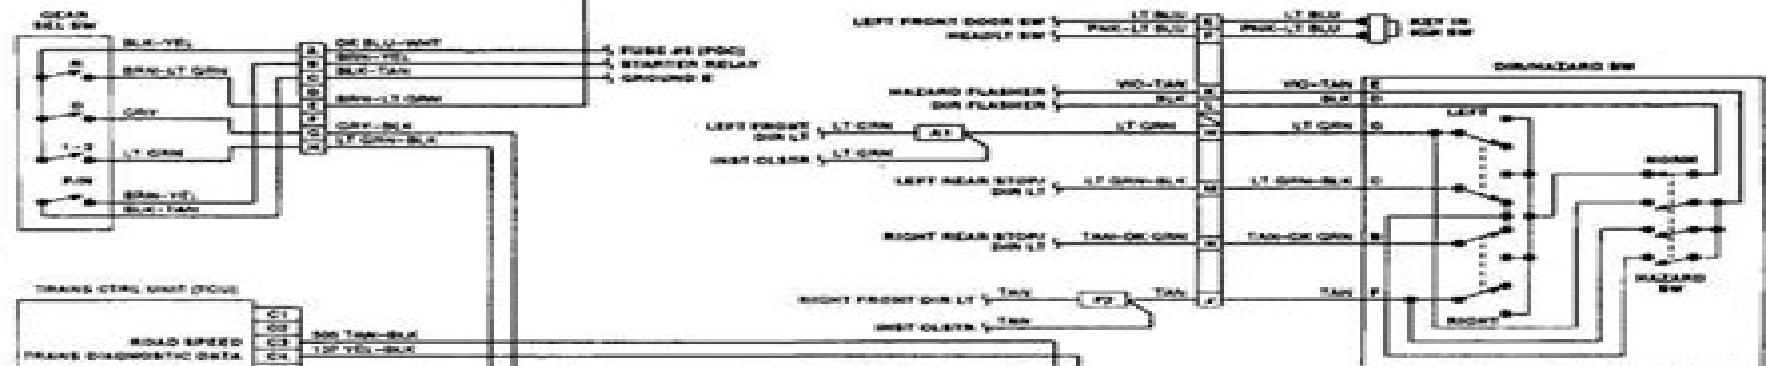 GEAR
SEL SW
BLK-YEL
R
BRN-LT GRN
D
GRY
1-2
LT GRN
P/N
BRN-YEL
BLK-TAN
A
B
C
D
DK BLU-WHT
BRN-YEL
BLK-TAN
BRN-LT GRN
GRY-BLK
LT GRN-BLK
STARTER RELAY
GROUND
TRANS CTRL UNIT (TCU)
C1
C2
ROAD SPEED C3
TRANS DIAGNOSTIC DATA C4
TAN-BLK
YEL-BLK
LEFT FRONT DOOR SW
HEADLT SW
LT BLU
PNK-LT BLU
LT BLU
PNK-LT BLU
KEY IN
IGN SW
DIR/HAZARD SW
HAZARD FLASHER
DIR FLASHER
VIO-TAN
BLK
VIO-TAN E
BLK D
LEFT FRONT
DIR LT
LT GRN
LT GRN
LT GRN G
INST CLSTR
LT GRN
LEFT REAR STOP/
DIR LT
LT GRN-BLK
LT GRN-BLK C
RIGHT REAR STOP/
DIR LT
TAN-DK GRN
TAN-DK GRN B
RIGHT FRONT DIR LT
TAN
TAN
TAN F
INST CLSTR
TAN
LEFT
RIGHT
HAZARD
SW